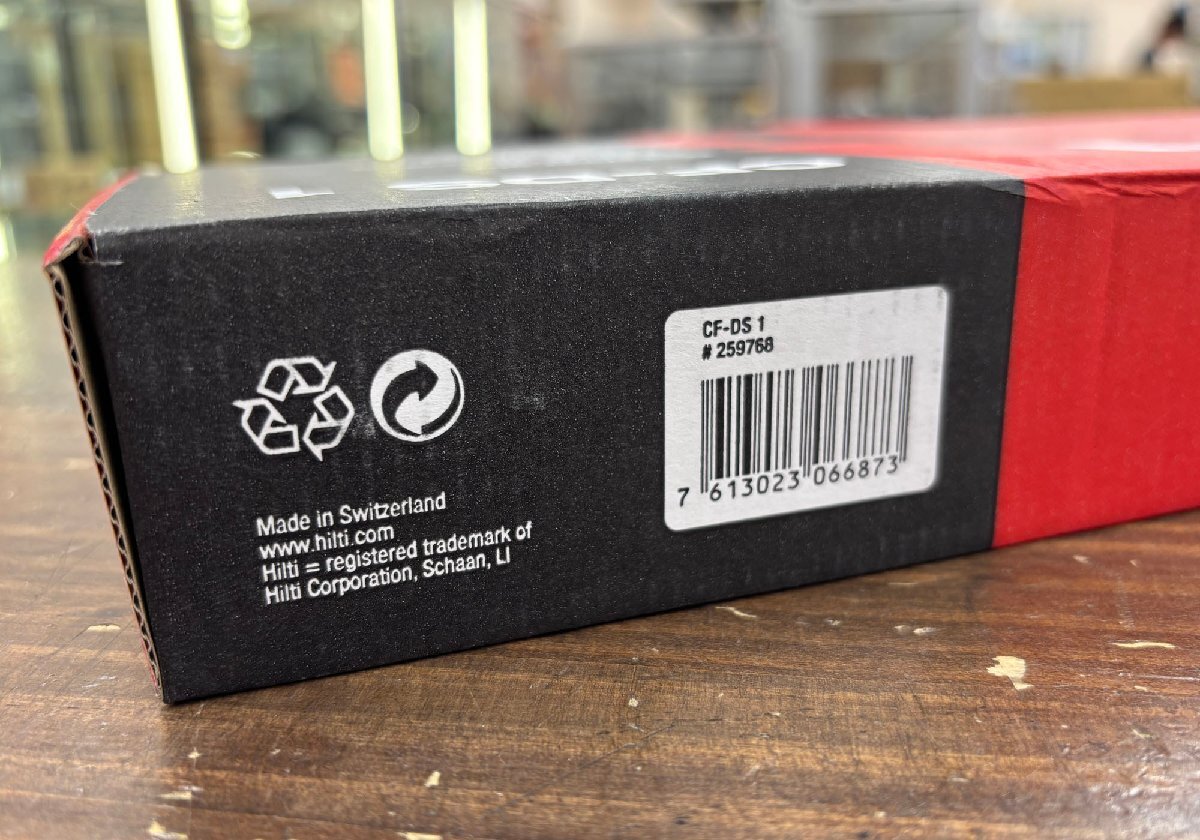 CF-DS 1
# 259768
7 613023 066873
Made in Switzerland
www.hilti.com
Hilti = registered trademark of
Hilti Corporation, Schaan, LI